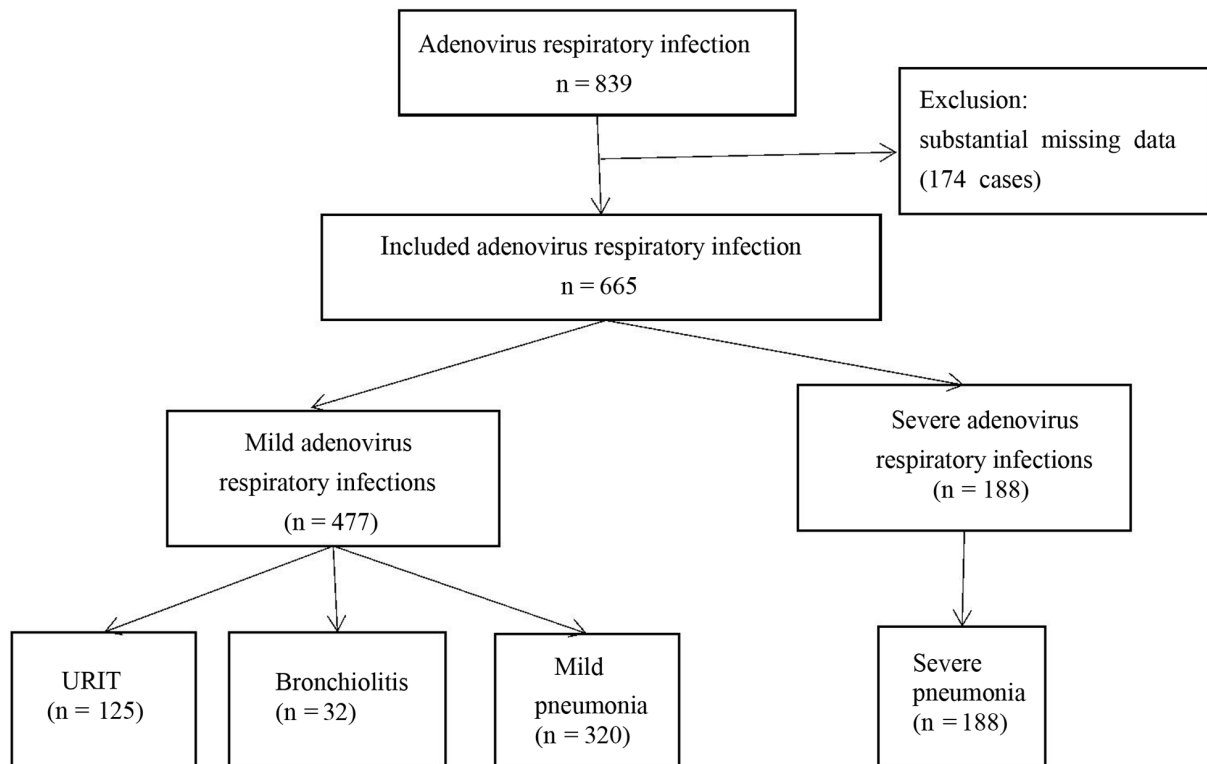 Adenovirus respiratory infection
n = 839
Exclusion:
substantial missing data
(174 cases)
Included adenovirus respiratory infection
n = 665
Mild adenovirus
respiratory infections
(n = 477)
Severe adenovirus
respiratory infections
(n = 188)
URIT
(n = 125)
Bronchiolitis
(n = 32)
Mild
pneumonia
(n = 320)
Severe
pneumonia
(n = 188)